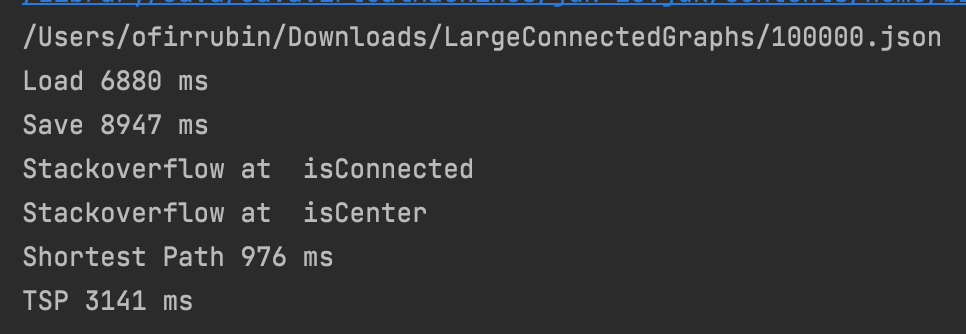 /Users/ofirrubin/Downloads/LargeConnectedGraphs/100000.json
Load 6880 ms
Save 8947 ms
Stackoverflow at  isConnected
Stackoverflow at  isCenter
Shortest Path 976 ms
TSP 3141 ms